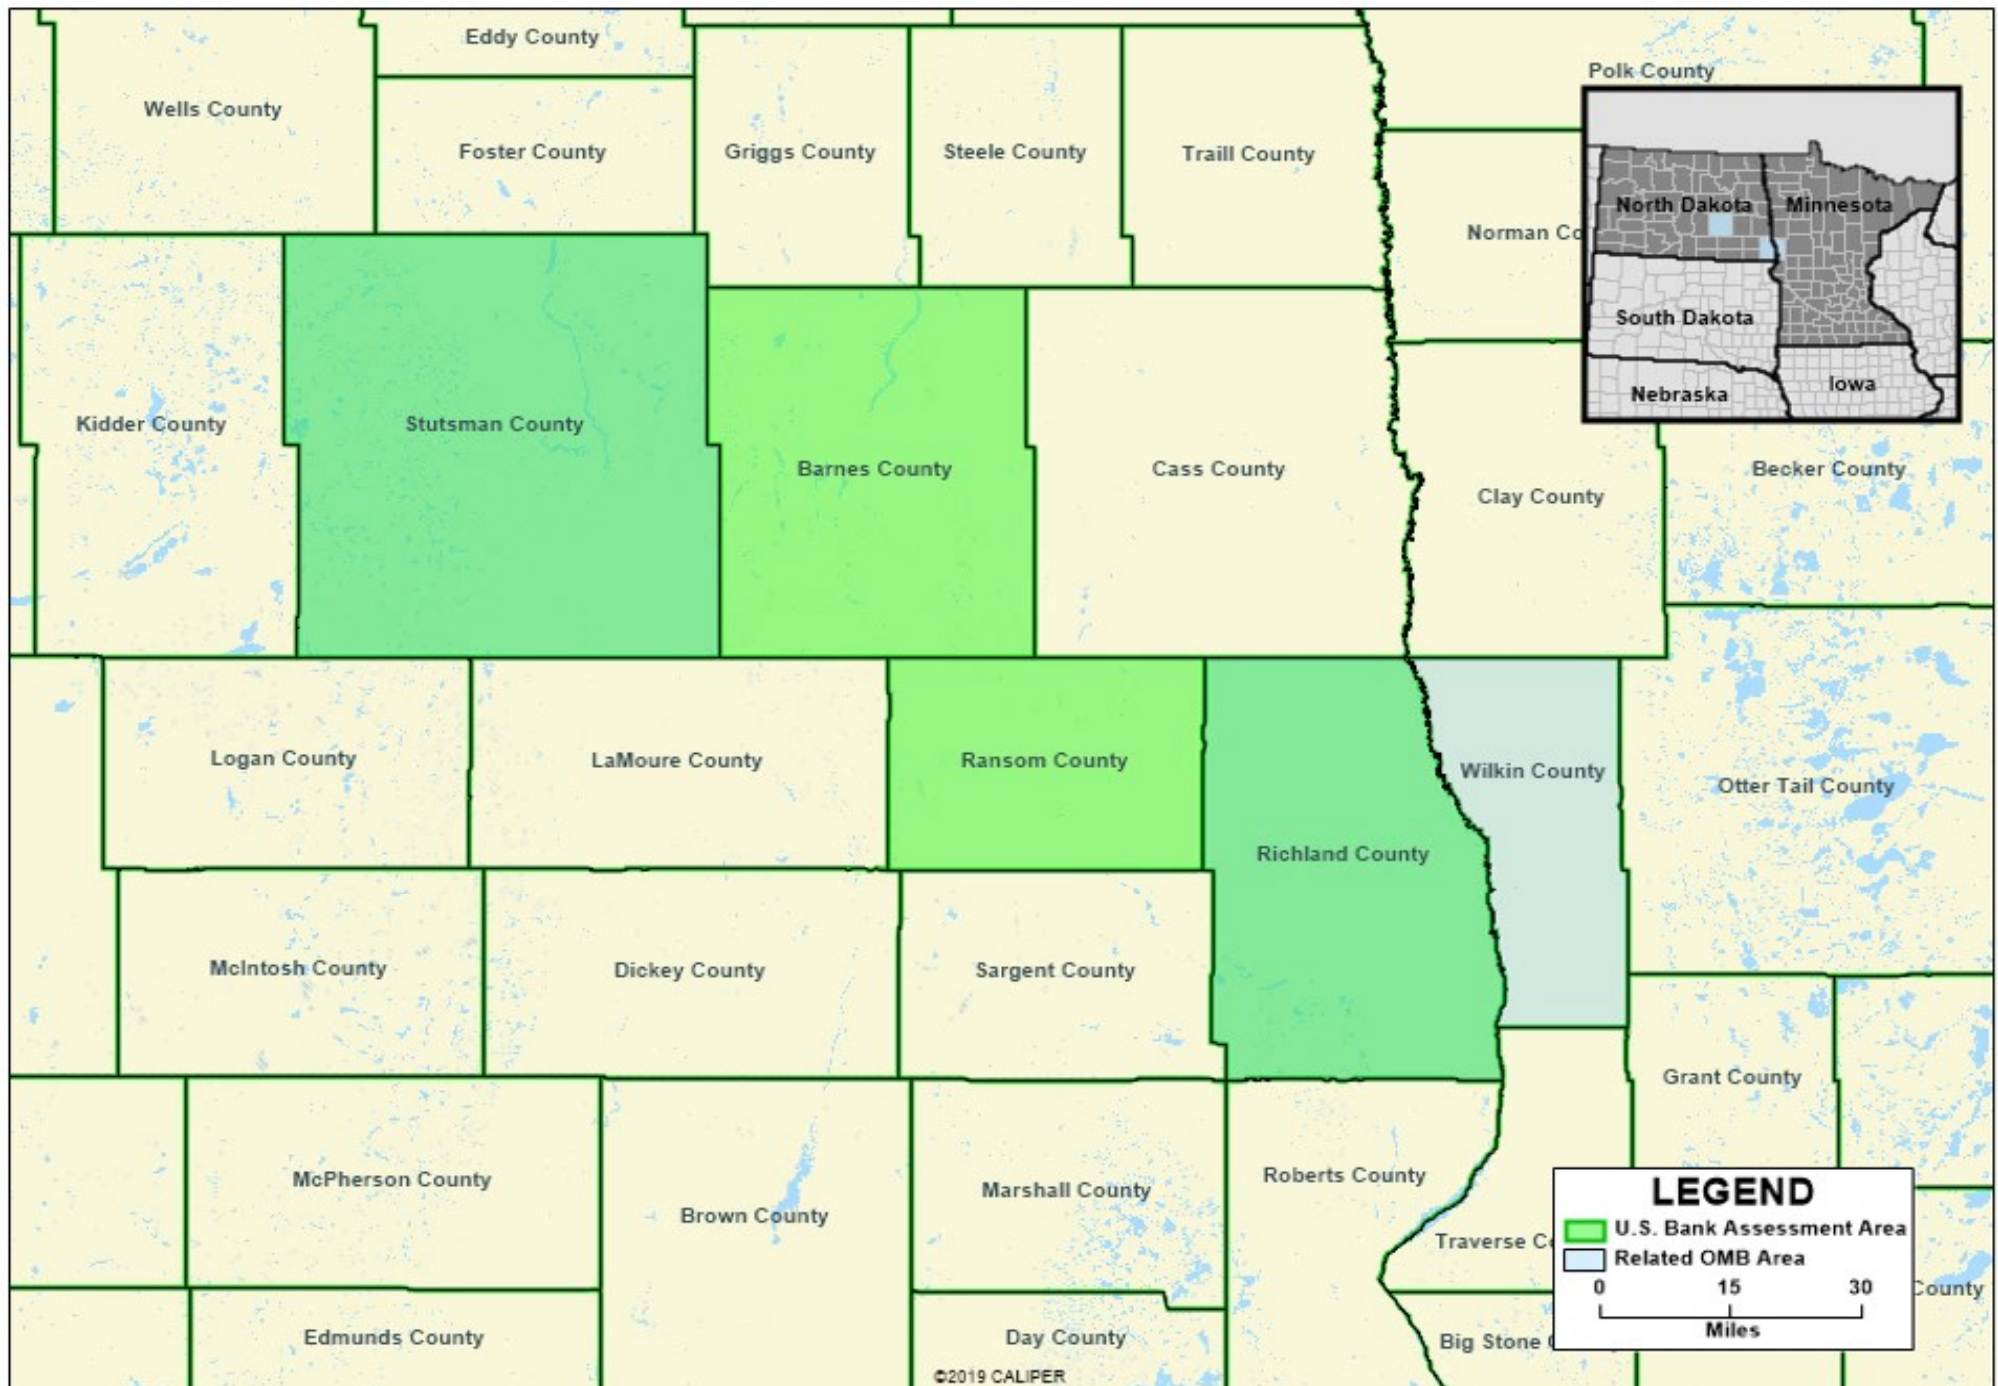 Eddy County
Polk County
Wells County
Foster County
Griggs County
Steele County
Traill County
North Dakota
Minnesota
Norman Co
South Dakota
Iowa
Nebraska
Kidder County
Stutsman County
Barnes County
Cass County
Clay County
Becker County
Logan County
LaMoure County
Ransom County
Wilkin County
Otter Tail County
Richland County
McIntosh County
Dickey County
Sargent County
Grant County
McPherson County
Brown County
Marshall County
Roberts County
Traverse Co
LEGEND
U.S. Bank Assessment Area
Related OMB Area
0 15 30
Miles
County
Edmunds County
Day County
Big Stone
©2019 CALIPER